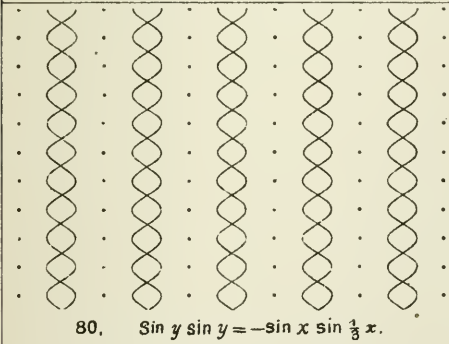 80. Sin y sin y = —sin x sin ⅓ x.